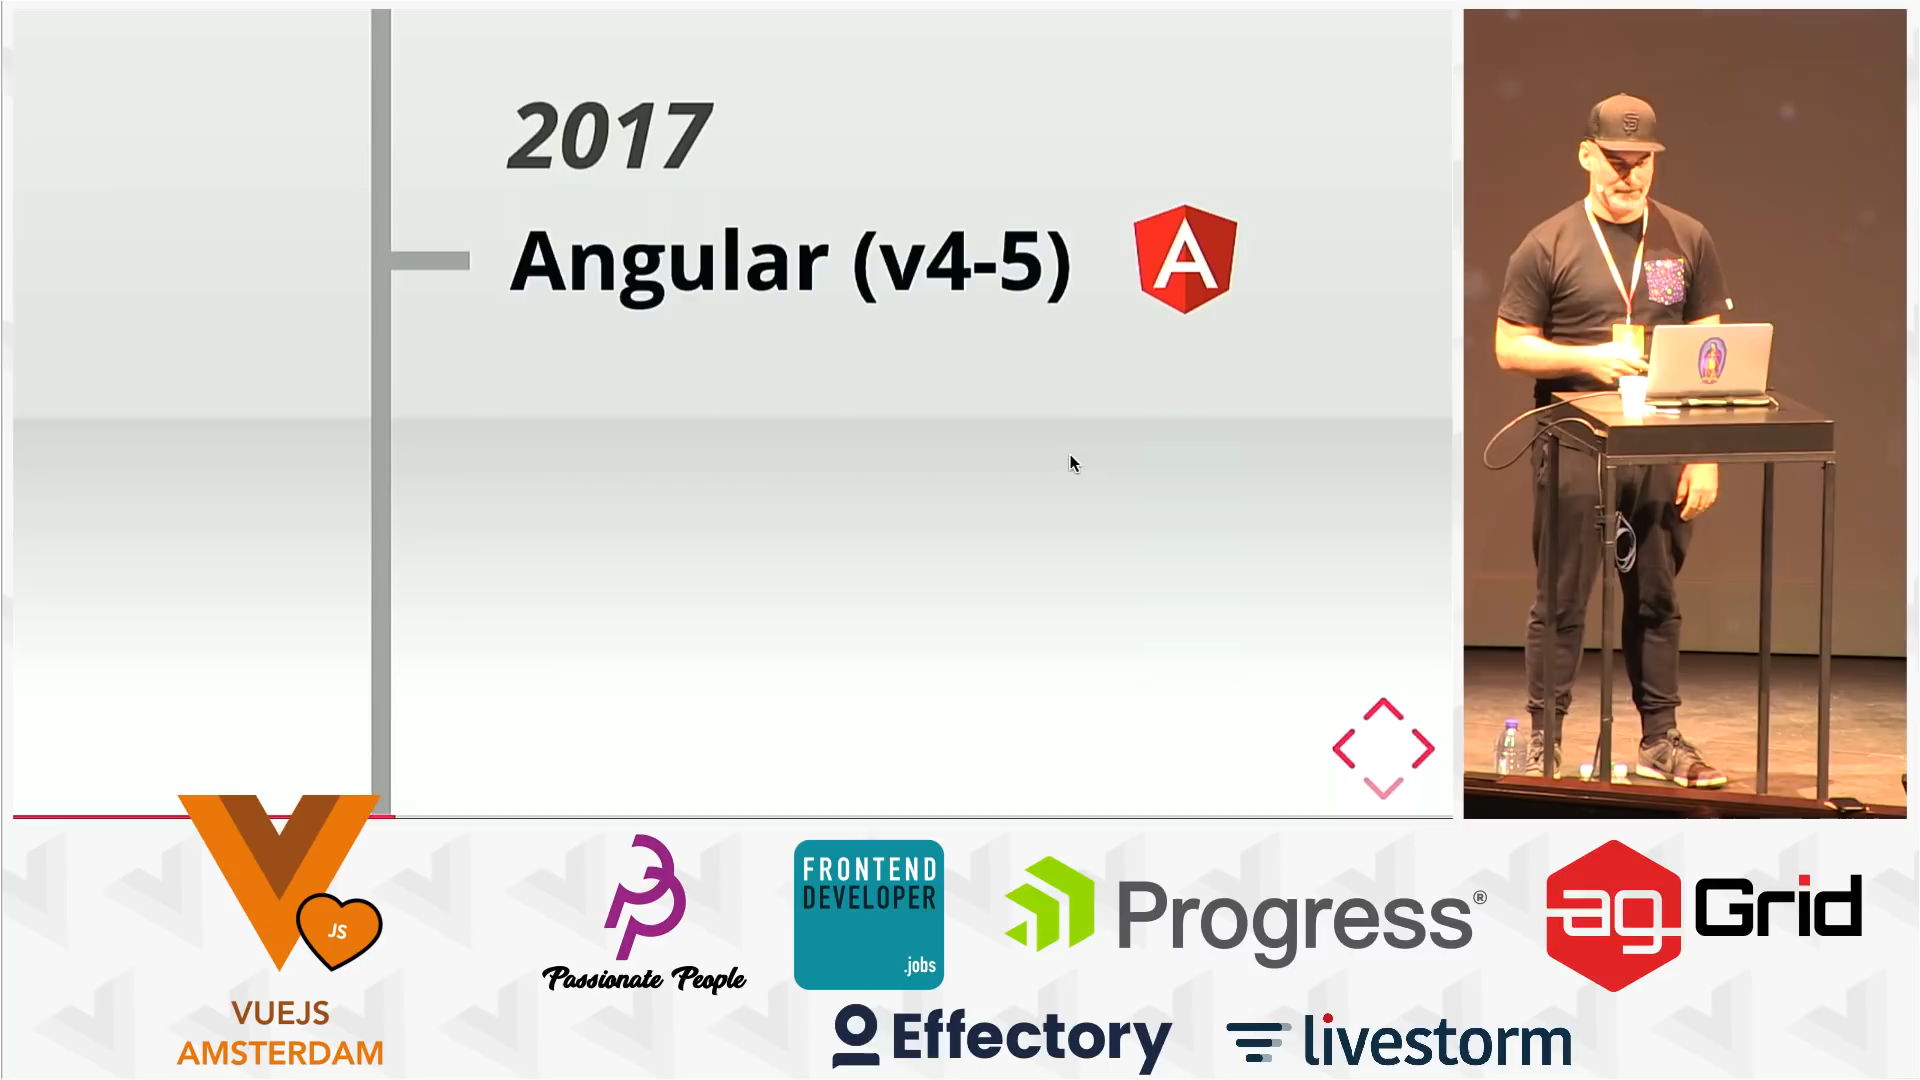 2017
Angular (v4-5)
A
JS
VUEJS
AMSTERDAM
Passionate People
FRONTEND
DEVELOPER
.jobs
Progress®
ag Grid
Effectory
livestorm